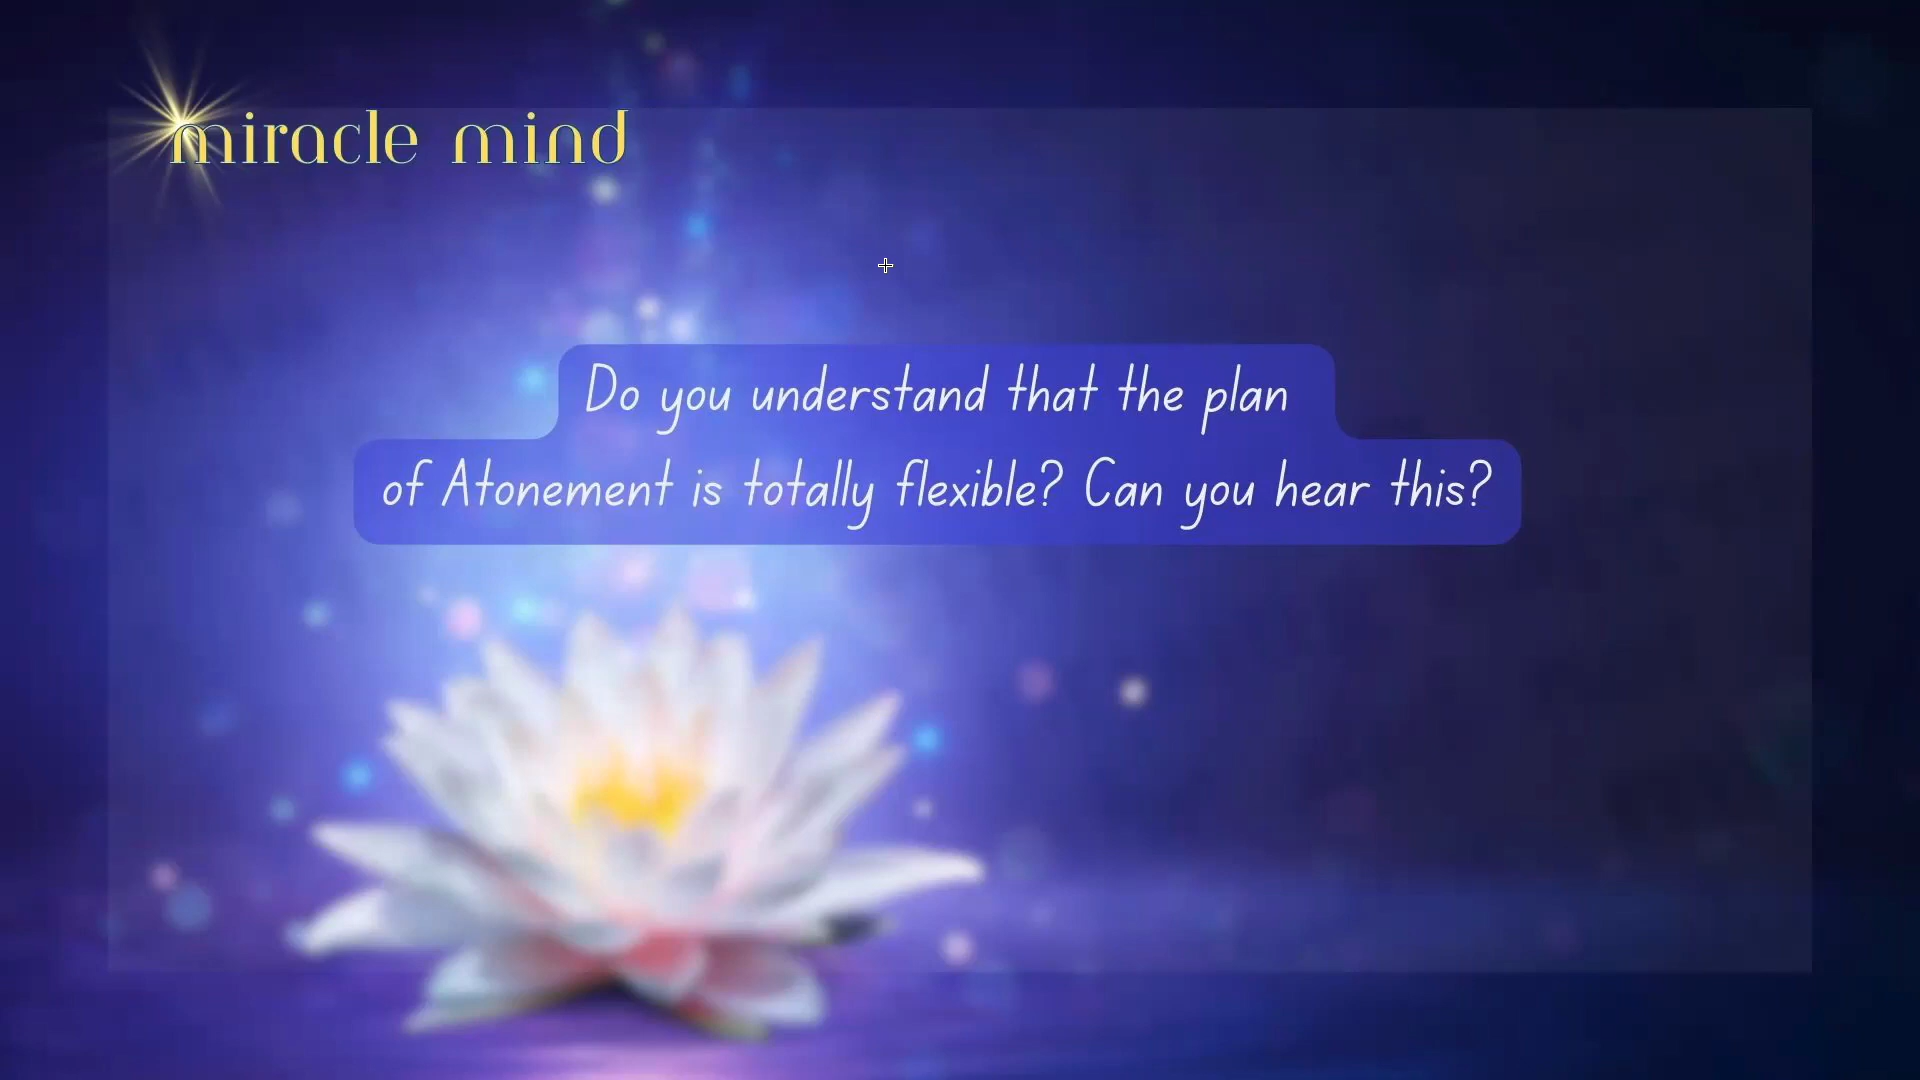 miracle mind
Do you understand that the plan
of Atonement is totally flexible? Can you hear this?